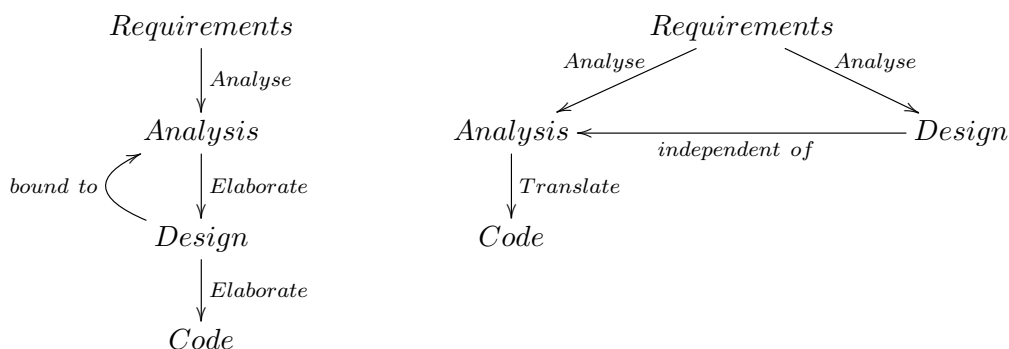 Requirements
Analyse
Analysis
bound to
Elaborate
Design
Elaborate
Code
Requirements
Analyse
Analyse
Analysis
independent of
Design
Translate
Code